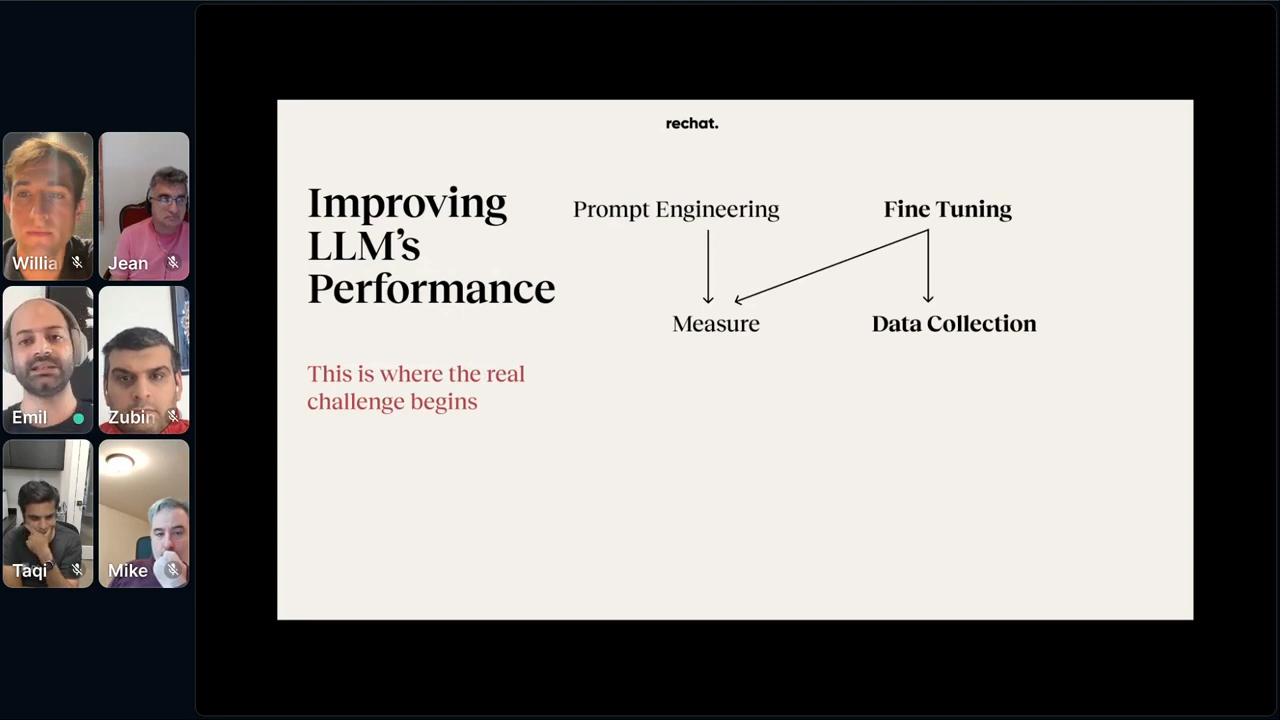 rechat.
Improving
LLM's
Performance
This is where the real
challenge begins
Prompt Engineering
Fine Tuning
Measure
Data Collection
Willia
Jean
Emil
Zubin
Taqi
Mike